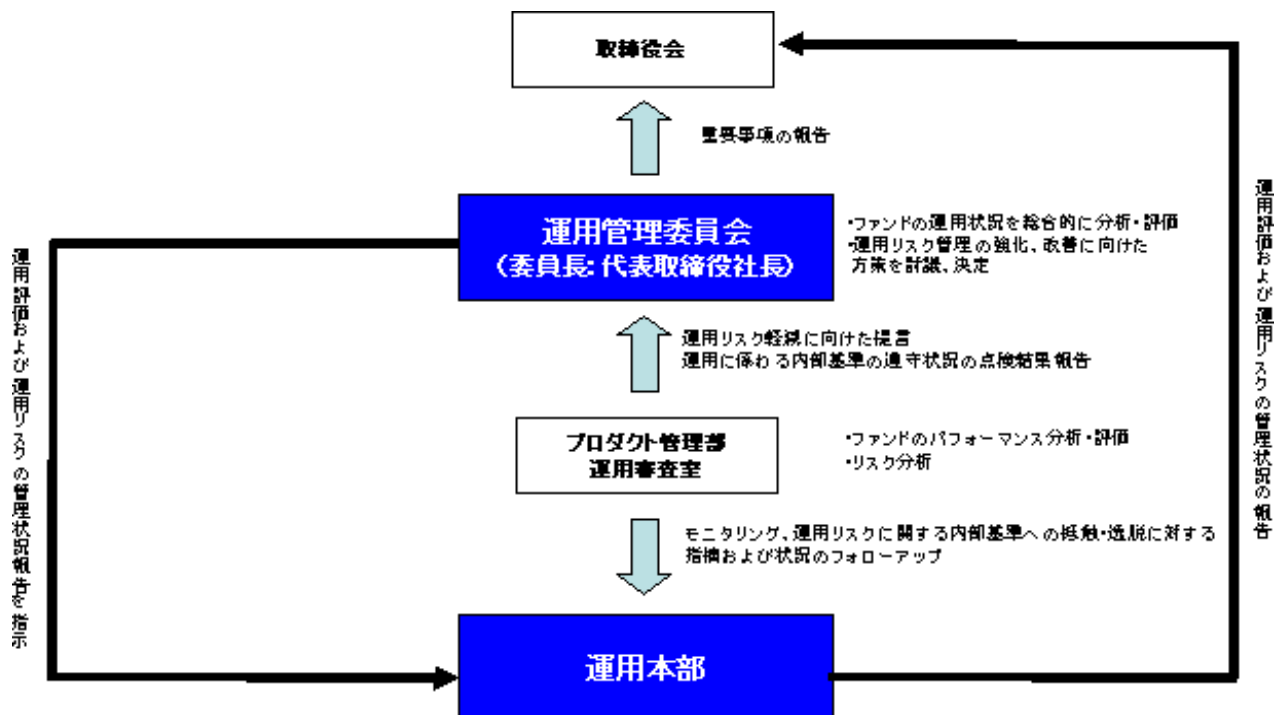 取締役会
重要事項の報告
運用管理委員会
(委員長: 代表取締役社長)
・ファンドの運用状況を総合的に分析・評価
・運用リスク管理の強化、改善に向けた
方策を討議、決定
運用リスク軽減に向けた提言
運用に係わる内部基準の遵守状況の点検結果報告
プロダクト管理部
運用審査室
・ファンドのパフォーマンス分析・評価
・リスク分析
モニタリング、運用リスクに関する内部基準への抵触・逸脱に対する
指摘および状況のフォローアップ
運用本部
運用評価および運用リスクの管理状況報告を指示
運用評価および運用リスクの管理状況の報告